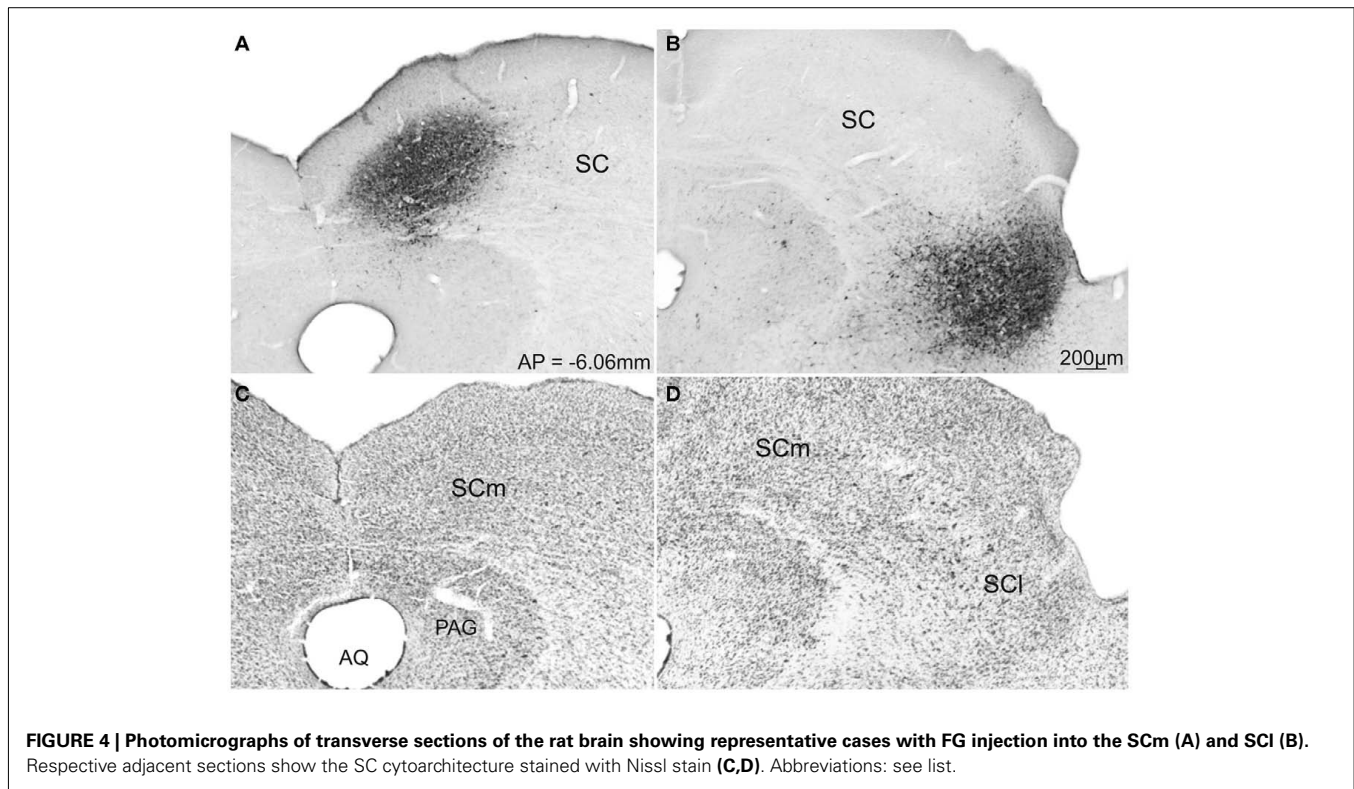 A
B
SC
SC
AP = -6.06mm
200µm
C
D
SCm
SCm
SCl
PAG
AQ
FIGURE 4 | Photomicrographs of transverse sections of the rat brain showing representative cases with FG injection into the SCm (A) and SCl (B).
Respective adjacent sections show the SC cytoarchitecture stained with Nissl stain (C,D). Abbreviations: see list.